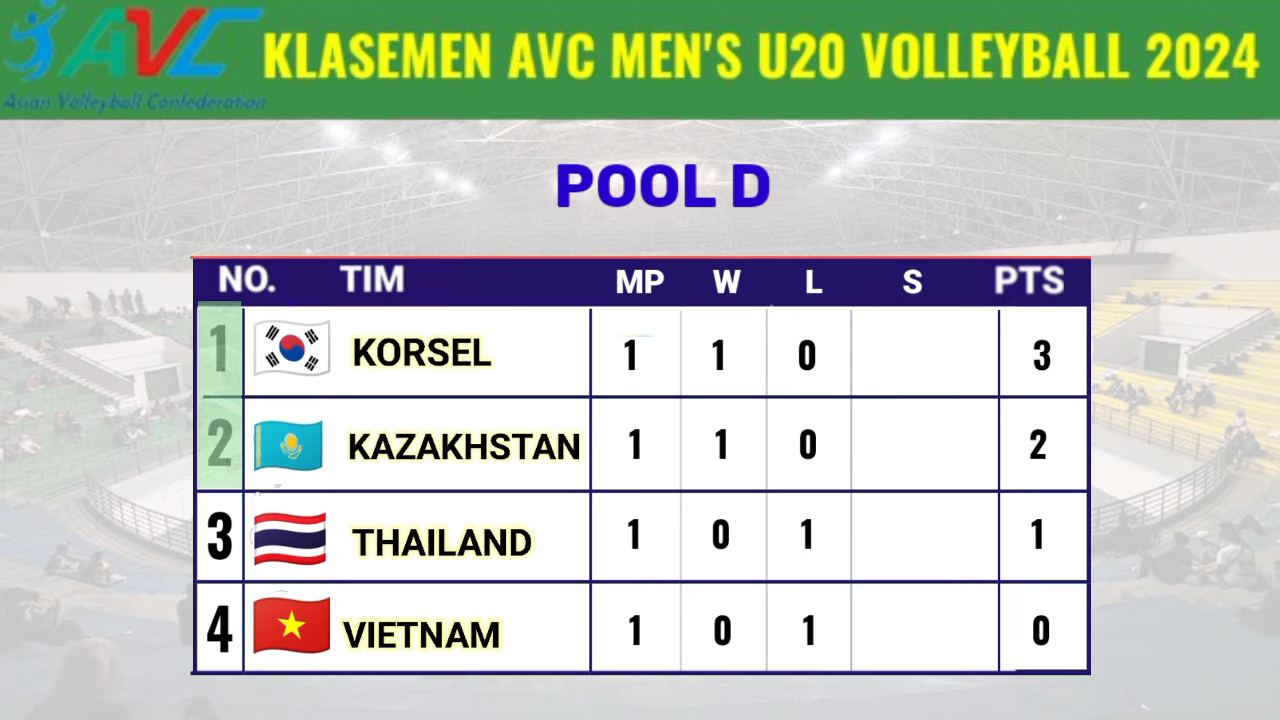 AVC
Asian Volleyball Confederation
KLASEMEN AVC MEN'S U20 VOLLEYBALL 2024
POOL D
NO. TIM MP W L S PTS
1 KORSEL 1 1 0 3
2 KAZAKHSTAN 1 1 0 2
3 THAILAND 1 0 1 1
4 VIETNAM 1 0 1 0